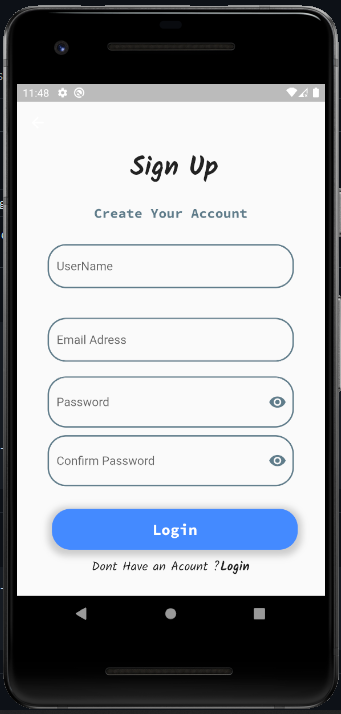 11:48
Sign Up
Create Your Account
UserName
Email Adress
Password
Confirm Password
Login
Dont Have an Acount ?Login